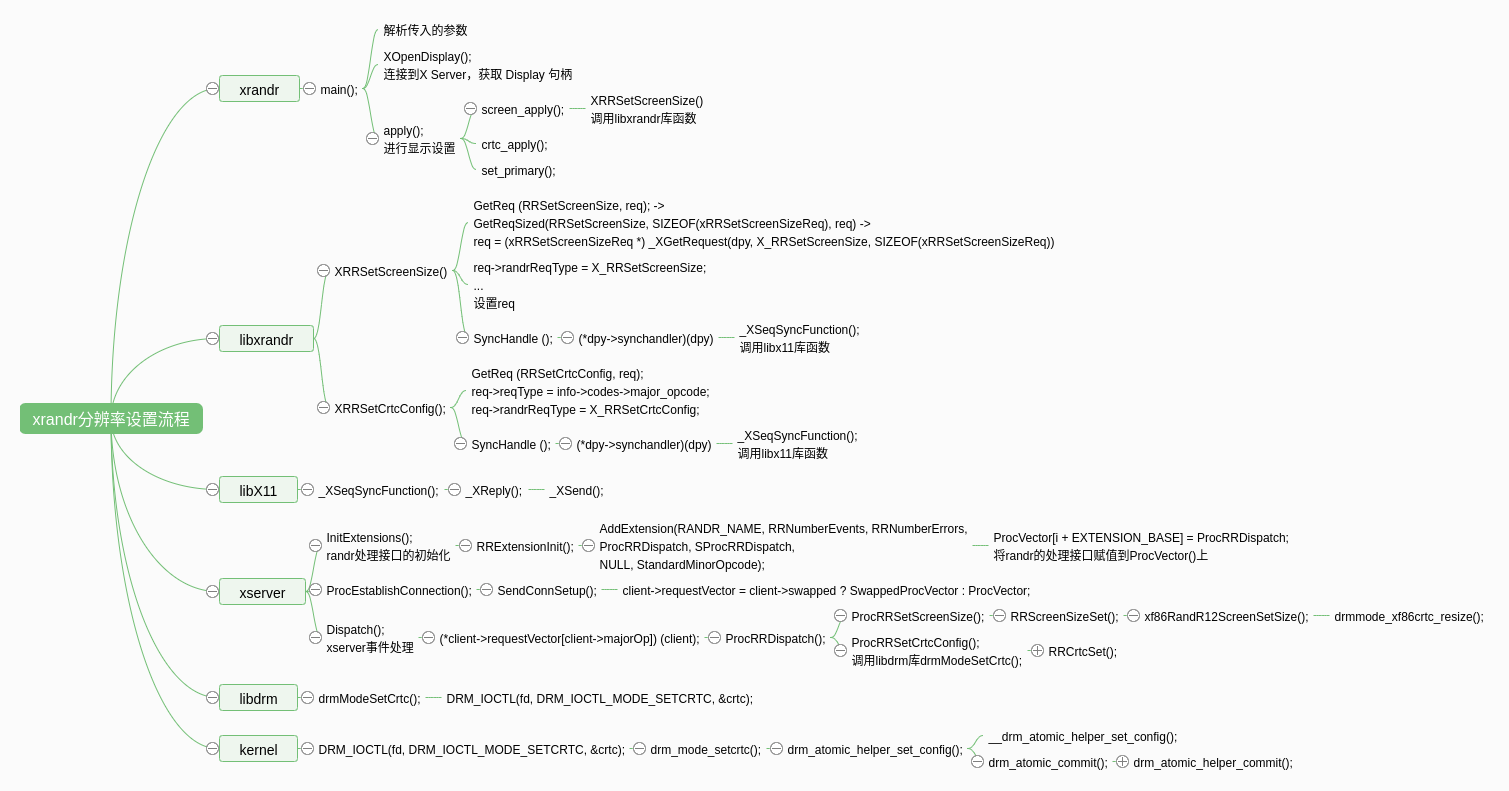 xrandr分辨率设置流程
xrandr
main();
解析传入的参数
XOpenDisplay();
连接到X Server，获取 Display 句柄
apply();
进行显示设置
screen_apply();
XRRSetScreenSize()
调用libxrandr库函数
crtc_apply();
set_primary();
libxrandr
XRRSetScreenSize()
GetReq (RRSetScreenSize, req); ->
GetReqSized(RRSetScreenSize, SIZEOF(xRRSetScreenSizeReq), req) ->
req = (xRRSetScreenSizeReq *) _XGetRequest(dpy, X_RRSetScreenSize, SIZEOF(xRRSetScreenSizeReq))
req->randrReqType = X_RRSetScreenSize;
...
设置req
SyncHandle ();
(*dpy->synchandler)(dpy)
_XSeqSyncFunction();
调用libx11库函数
XRRSetCrtcConfig();
GetReq (RRSetCrtcConfig, req);
req->reqType = info->codes->major_opcode;
req->randrReqType = X_RRSetCrtcConfig;
SyncHandle ();
(*dpy->synchandler)(dpy)
_XSeqSyncFunction();
调用libx11库函数
libX11
_XSeqSyncFunction();
_XReply();
_XSend();
xserver
InitExtensions();
randr处理接口的初始化
RRExtensionInit();
AddExtension(RANDR_NAME, RRNumberEvents, RRNumberErrors,
ProcRRDispatch, SProcRRDispatch,
NULL, StandardMinorOpcode);
ProcVector[i + EXTENSION_BASE] = ProcRRDispatch;
将randr的处理接口赋值到ProcVector()上
ProcEstablishConnection();
SendConnSetup();
client->requestVector = client->swapped ? SwappedProcVector : ProcVector;
Dispatch();
xserver事件处理
(*client->requestVector[client->majorOp]) (client);
ProcRRDispatch();
ProcRRSetScreenSize();
RRScreenSizeSet();
xf86RandR12ScreenSetSize();
drmmode_xf86crtc_resize();
ProcRRSetCrtcConfig();
调用libdrm库drmModeSetCrtc();
RRCrtcSet();
libdrm
drmModeSetCrtc();
DRM_IOCTL(fd, DRM_IOCTL_MODE_SETCRTC, &crtc);
kernel
DRM_IOCTL(fd, DRM_IOCTL_MODE_SETCRTC, &crtc);
drm_mode_setcrtc();
drm_atomic_helper_set_config();
__drm_atomic_helper_set_config();
drm_atomic_commit();
drm_atomic_helper_commit();